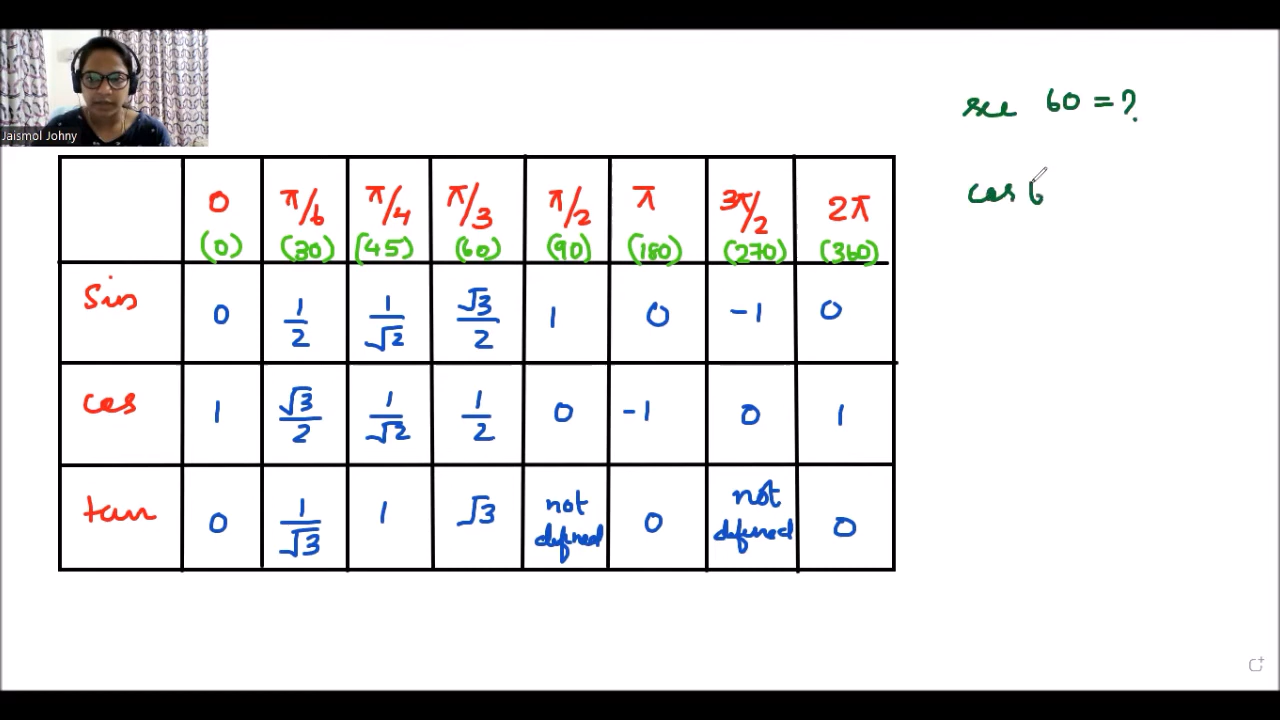 Jaismol Johny
sec 60 = ?
cos 6
0 π/6 π/4 π/3 π/2 π 3π/2 2π
(0) (30) (45) (60) (90) (180) (270) (360)
Sin 0 1/2 1/√2 √3/2 1 0 -1 0
cos 1 √3/2 1/√2 1/2 0 -1 0 1
tan 0 1/√3 1 √3 not defined 0 not defined 0